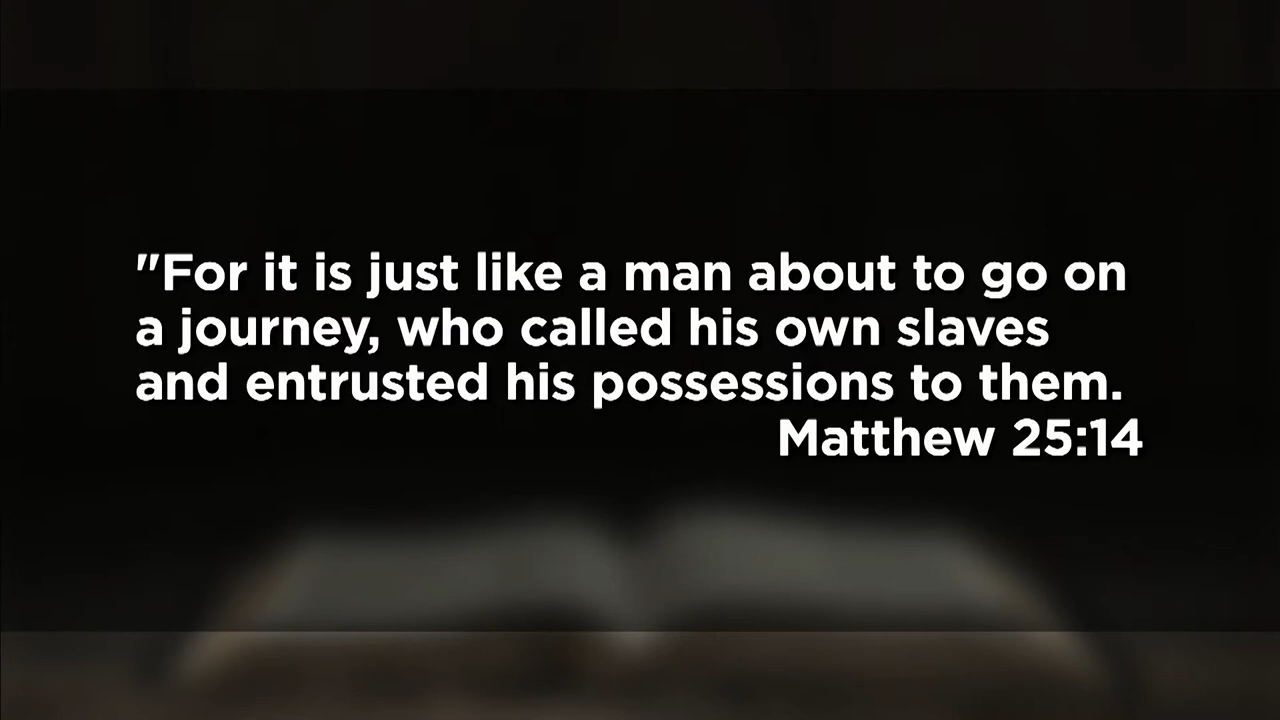 "For it is just like a man about to go on
a journey, who called his own slaves
and entrusted his possessions to them.
Matthew 25:14